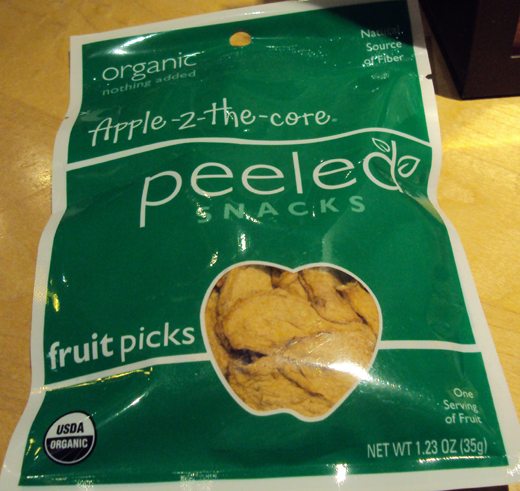 organic
nothing added
Natural
Source
of Fiber
Apple-2-the-core
peeled
SNACKS
fruit picks
One
Serving
of Fruit
USDA
ORGANIC
NET WT 1.23 OZ (35g)